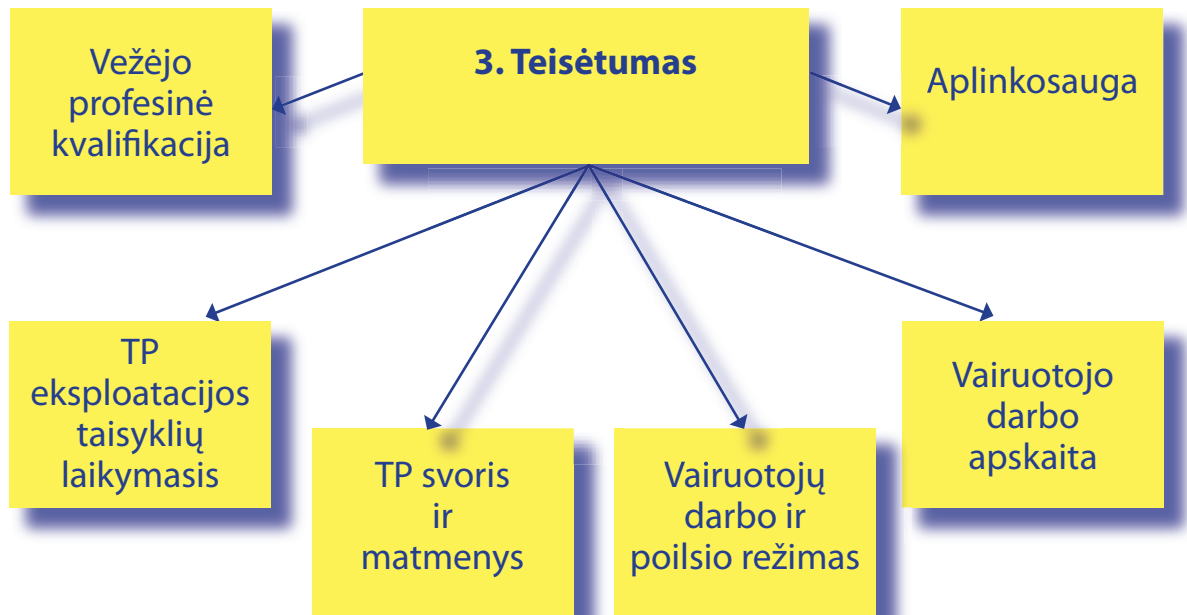 Vežėjo
profesinė
kvalifikacija
3. Teisėtumas
Aplinkosauga
TP
eksploatacijos
taisyklių
laikymasis
TP svoris
ir
matmenys
Vairuotojų
darbo ir
poilsio režimas
Vairuotojo
darbo
apskaita